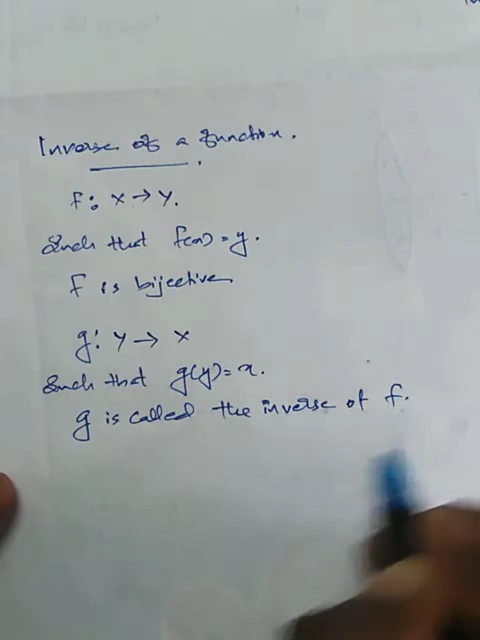 Inverse of a function.
f: X → Y.
Such that f(x) = y.
f is bijective.
g: Y → X
Such that g(y) = x.
g is called the inverse of f.